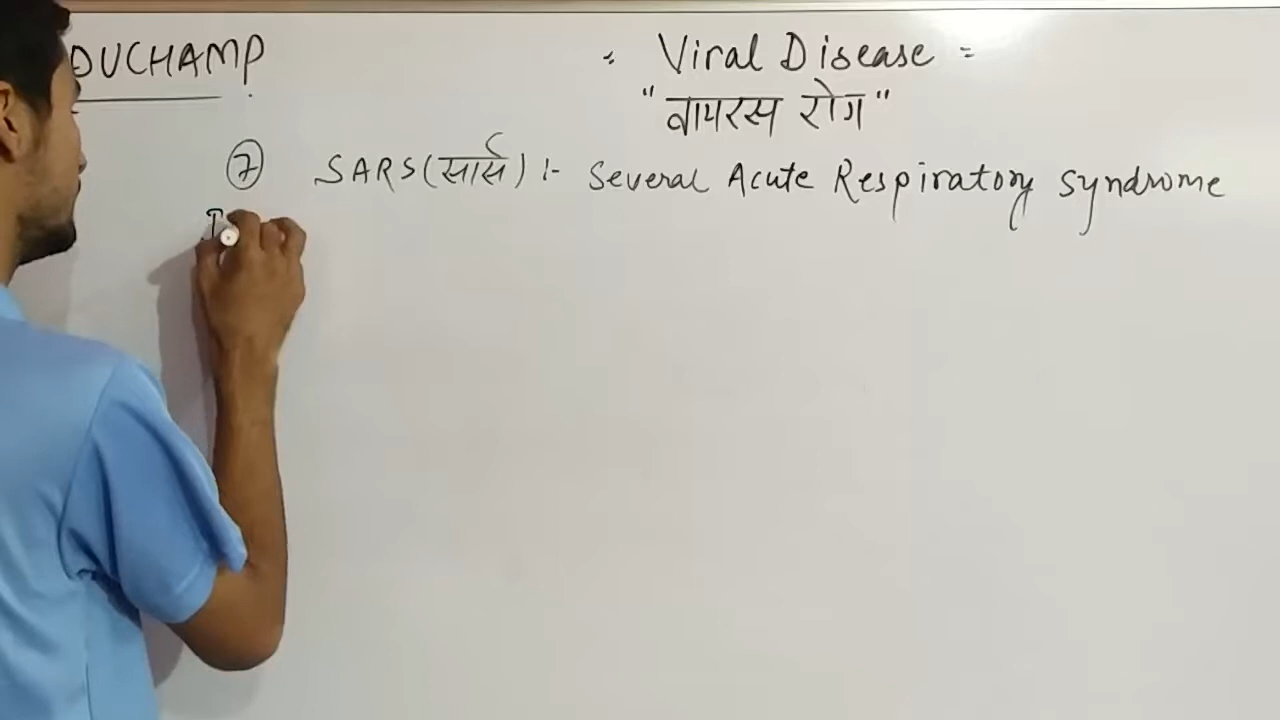 DUCHAMP
Viral Disease =
"वायरस रोग"
7 SARS (सार्स) :- Several Acute Respiratory Syndrome